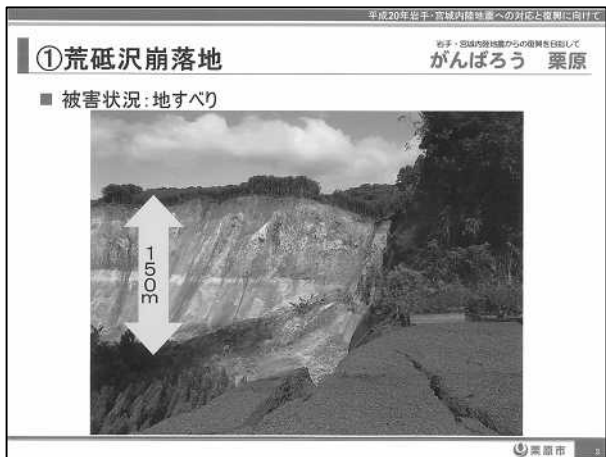 平成20年岩手・宮城内陸地震への対応と復興に向けて
①荒砥沢崩落地
岩手・宮城内陸地震からの復興を目指して
がんばろう 栗原
■ 被害状況:地すべり
150m
栗原市